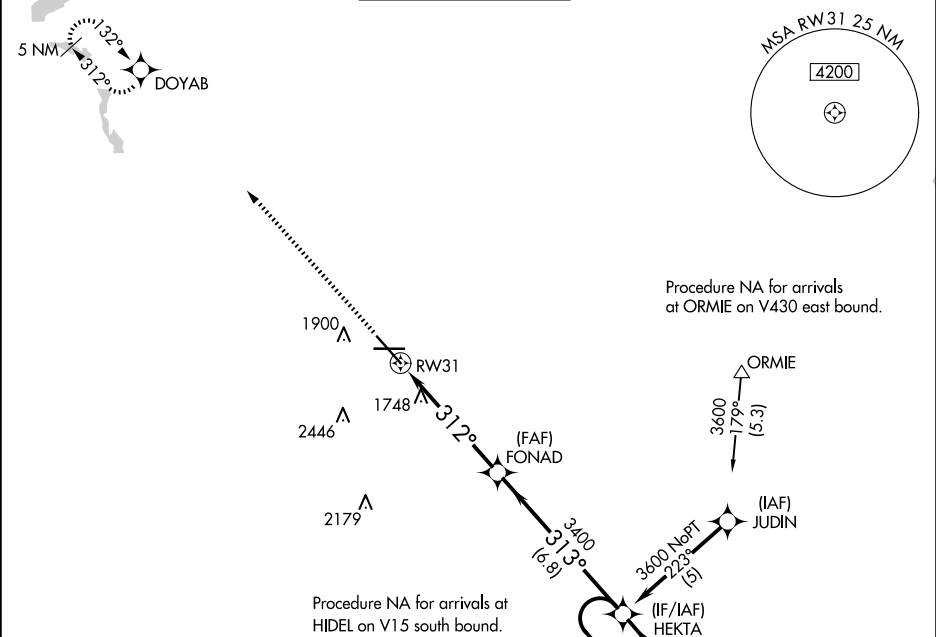 132°
5 NM
312°
DOYAB
MSA RW31 25 NM
4200
Procedure NA for arrivals
at ORMIE on V430 east bound.
1900
RW31
ORMIE
1748
3600
179°
(5.3)
2446
312°
(FAF)
FONAD
2179
(IAF)
JUDIN
3400
313°
(6.8)
3600 NoPT
223°
(5)
Procedure NA for arrivals at
HIDEL on V15 south bound.
(IF/IAF)
HEKTA